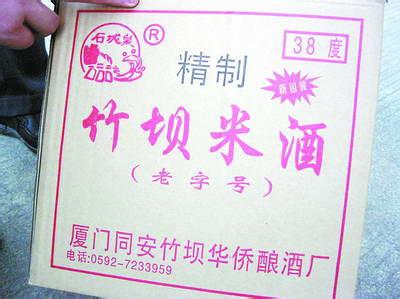 石坑泉
®
38度
精制
新包装
竹坝米酒
(老字号)
厦门同安竹坝华侨酿酒厂
电话:0592-7233959